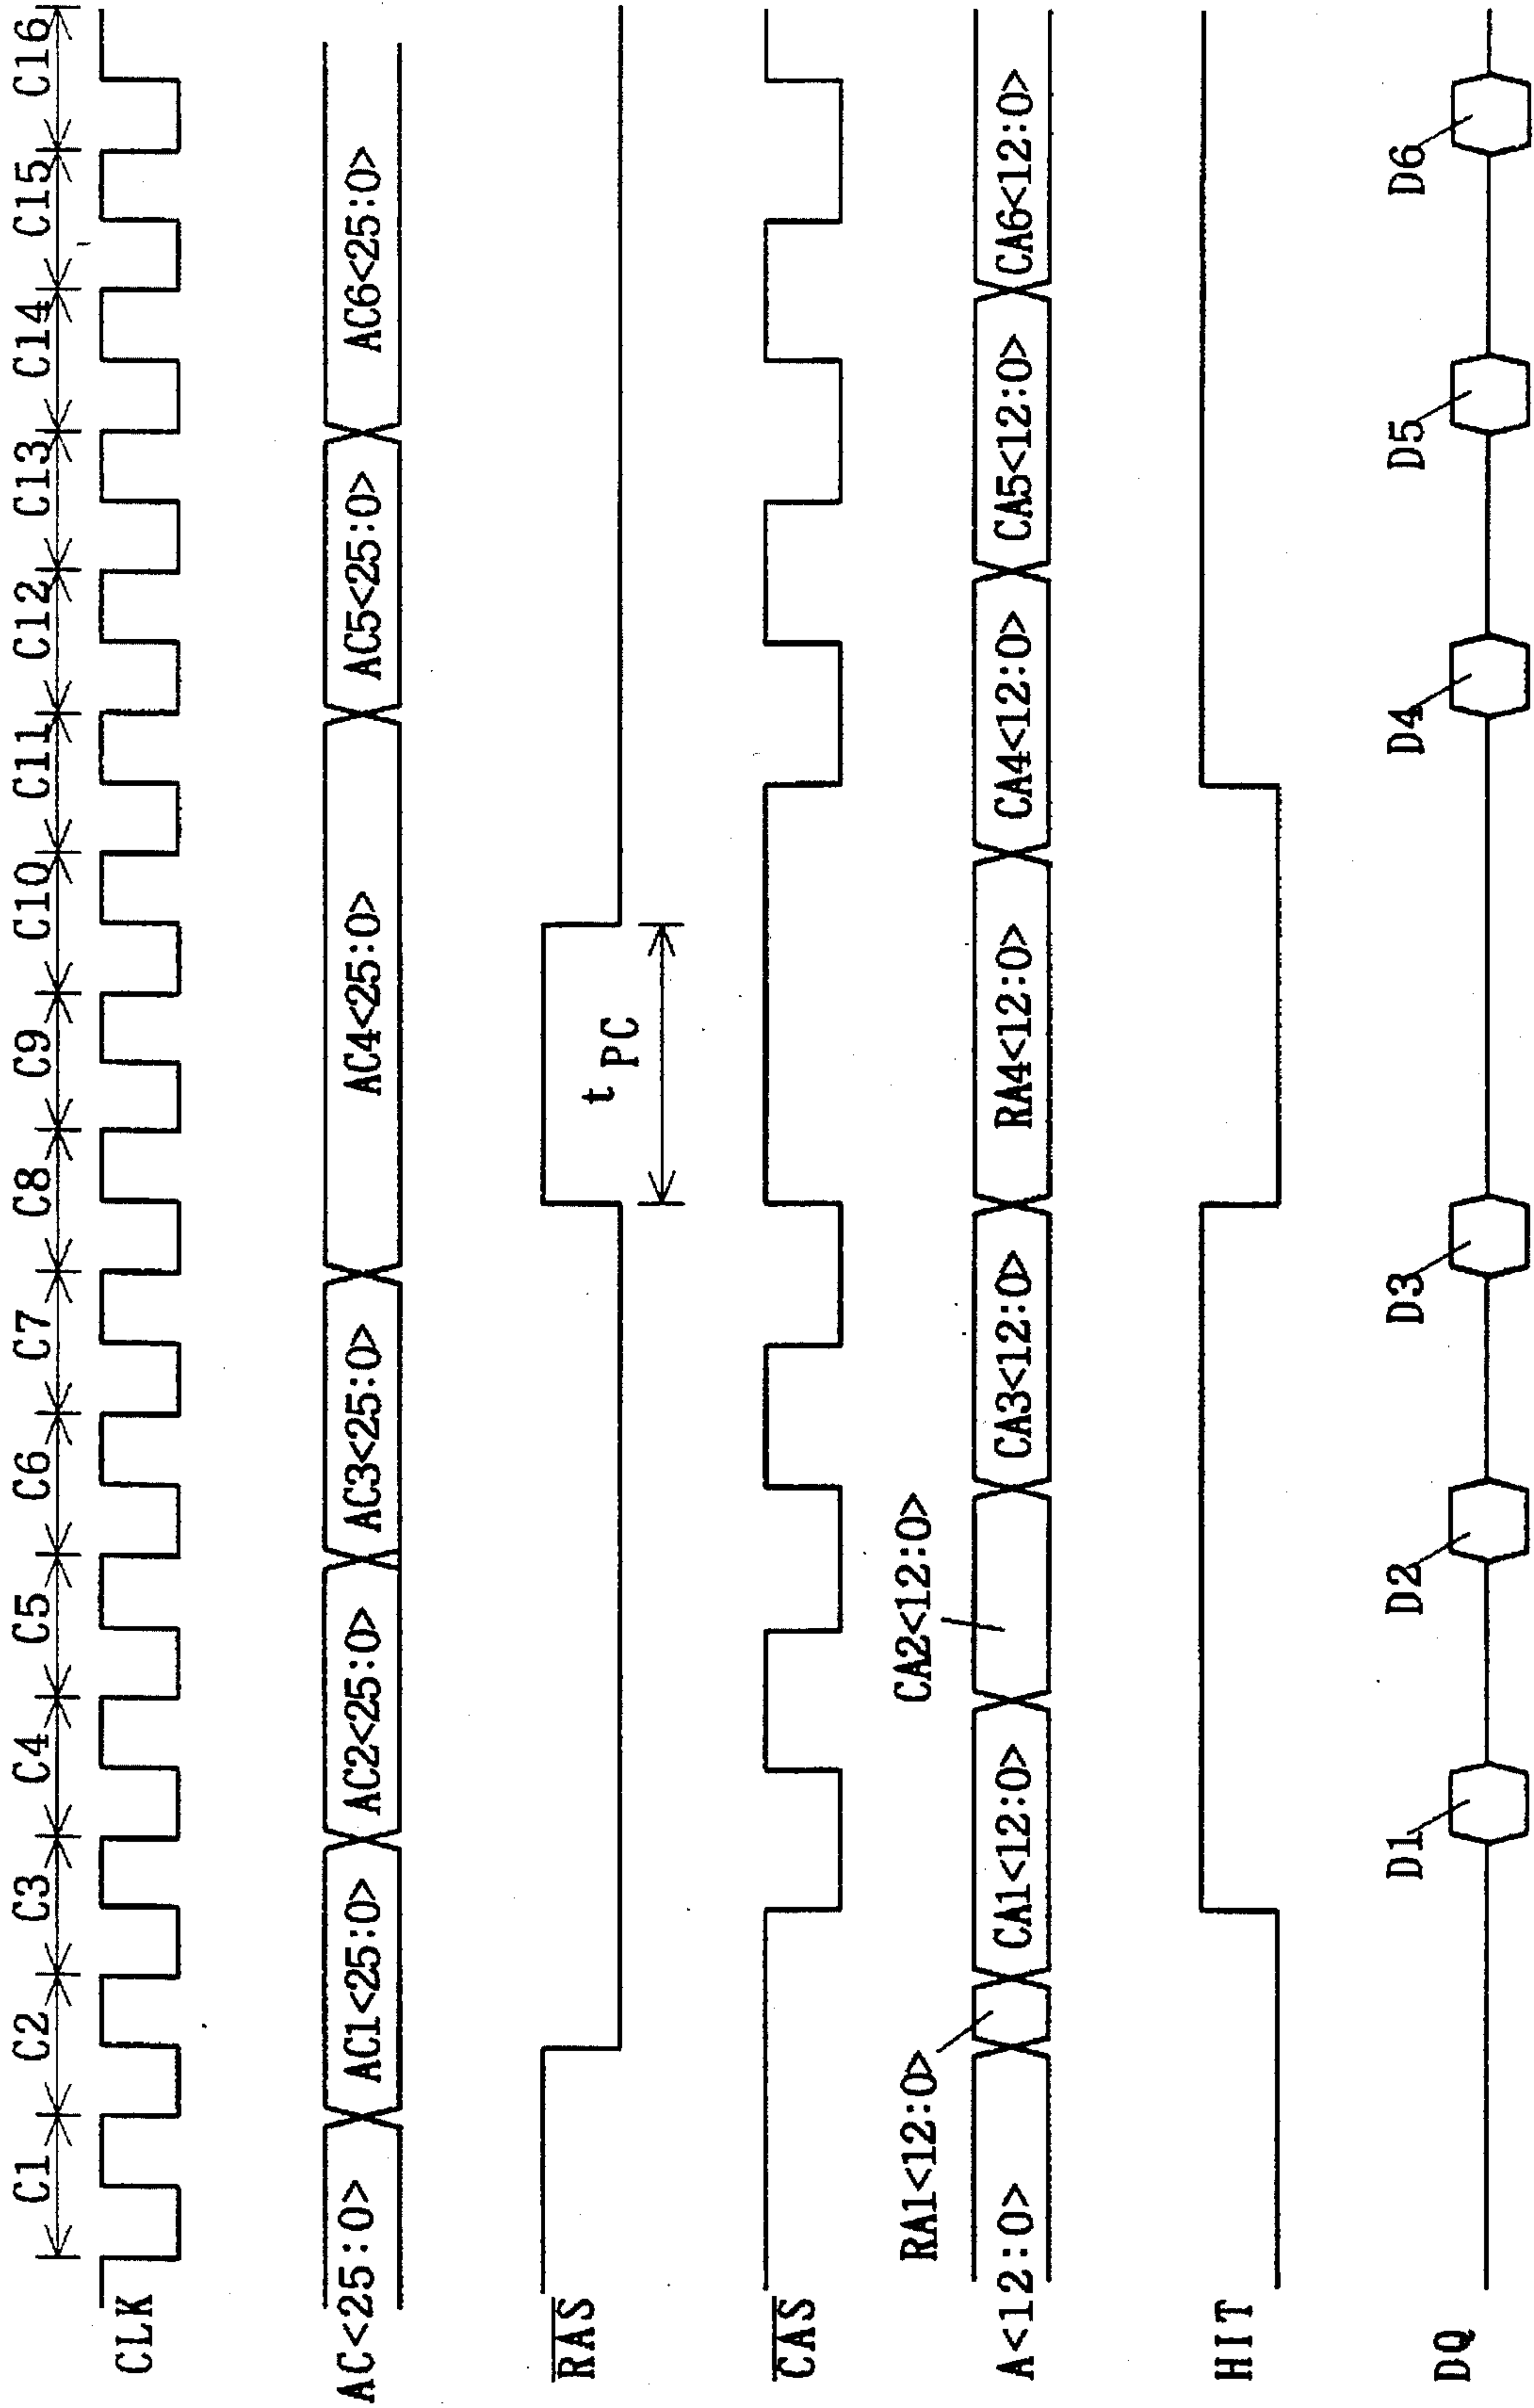 C1 C2 C3 C4 C5 C6 C7 C8 C9 C10 C11 C12 C13 C14 C15 C16
CLK
AC<25:0> AC1<25:0> AC2<25:0> AC3<25:0> AC4<25:0> AC5<25:0> AC6<25:0>
RAS
t PC
CAS
RA1<12:0> CA2<12:0>
A<12:0> CA1<12:0> CA3<12:0> RA4<12:0> CA4<12:0> CA5<12:0> CA6<12:0>
HIT
D1 D2 D3 D4 D5 D6
DQ